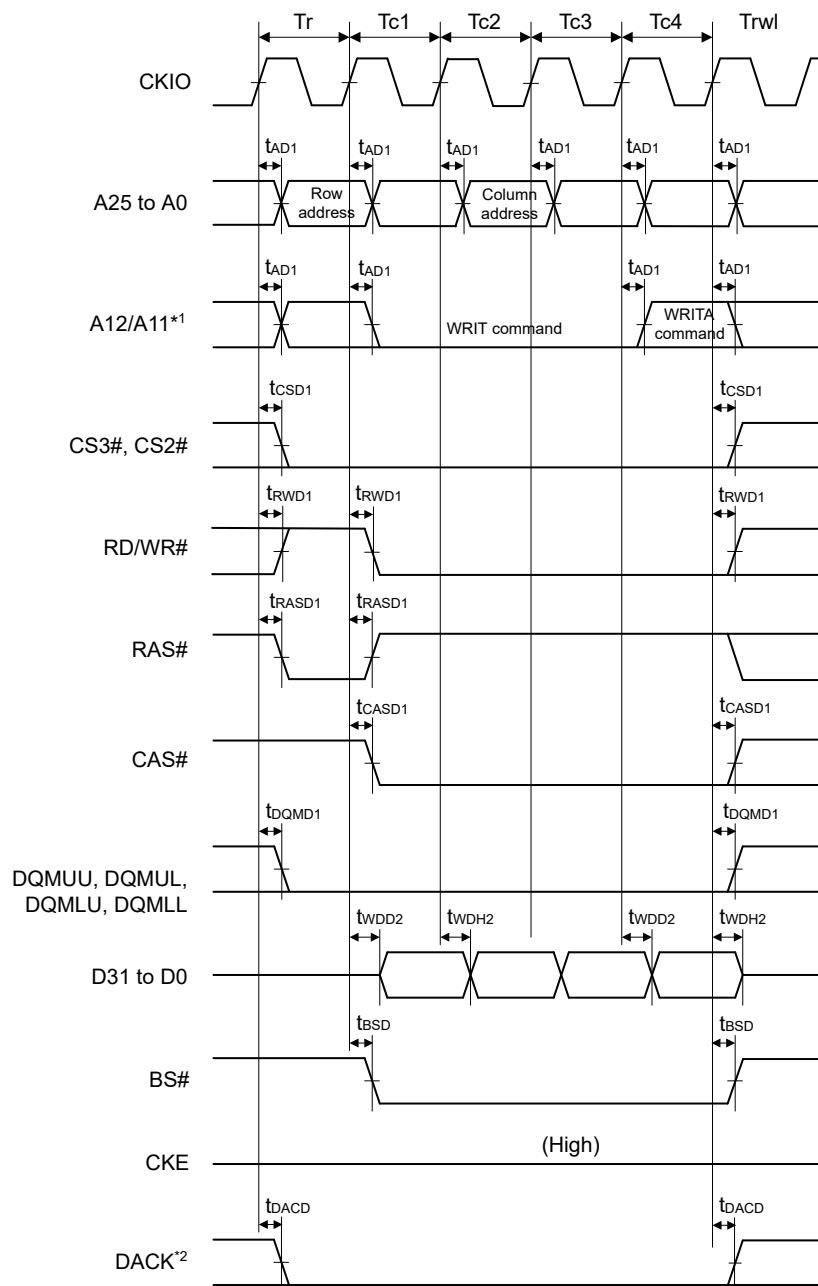 Tr Tc1 Tc2 Tc3 Tc4 Trwl
CKIO
tAD1 tAD1 tAD1 tAD1 tAD1 tAD1
A25 to A0
Row
address
Column
address
tAD1 tAD1 tAD1 tAD1
A12/A11*1
WRIT command
WRITA
command
tCSD1 tCSD1
CS3#, CS2#
tRWD1 tRWD1 tRWD1
RD/WR#
tRASD1 tRASD1
RAS#
tCASD1 tCASD1
CAS#
tDQMD1 tDQMD1
DQMUU, DQMUL,
DQMLU, DQMLL
tWDD2 tWDH2 tWDD2 tWDH2
D31 to D0
tBSD tBSD
BS#
(High)
CKE
tDACD tDACD
DACK*2